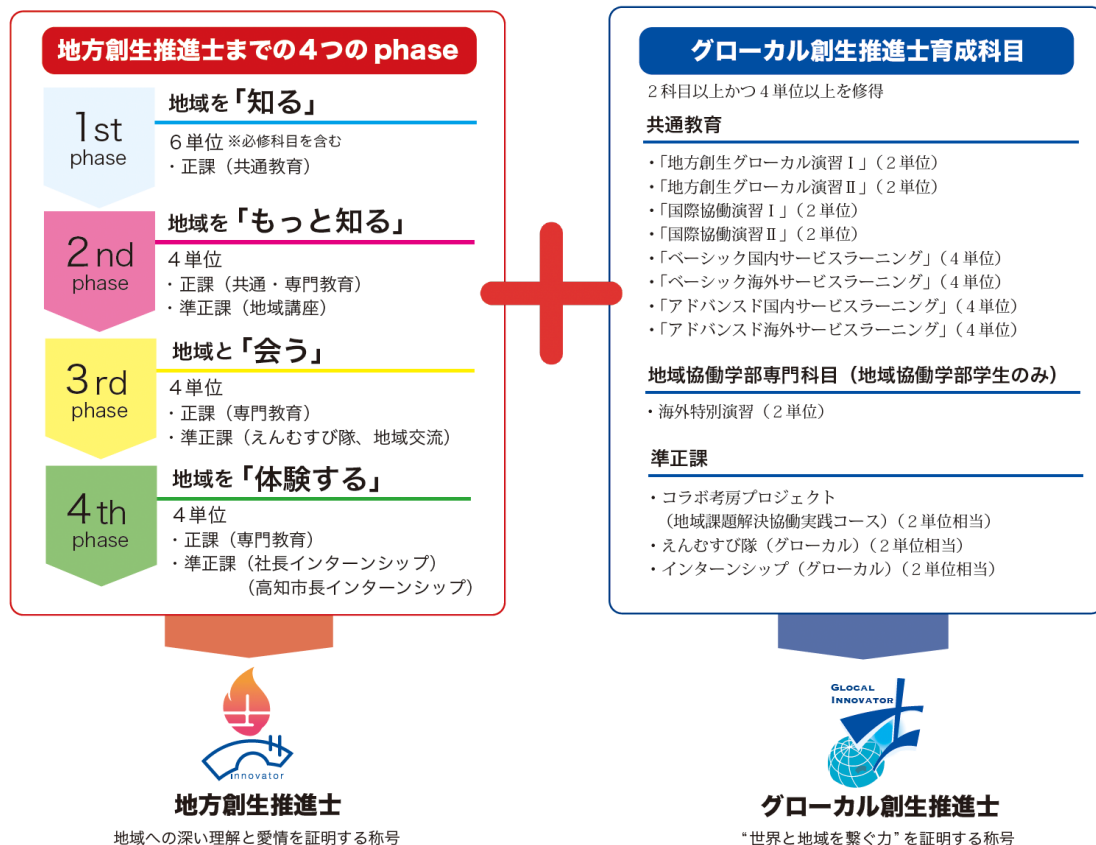 地方創生推進士までの4つの phase
1st
phase
地域を「知る」
6単位 ※必修科目を含む
・正課（共通教育）
2nd
phase
地域を「もっと知る」
4単位
・正課（共通・専門教育）
・準正課（地域講座）
3rd
phase
地域と「会う」
4単位
・正課（専門教育）
・準正課（えんむすび隊、地域交流）
4th
phase
地域を「体験する」
4単位
・正課（専門教育）
・準正課（社長インターンシップ）
（高知市長インターンシップ）
innovator
地方創生推進士
地域への深い理解と愛情を証明する称号
グローカル創生推進士育成科目
2科目以上かつ4単位以上を修得
共通教育
・「地方創生グローカル演習Ⅰ」（2単位）
・「地方創生グローカル演習Ⅱ」（2単位）
・「国際協働演習Ⅰ」（2単位）
・「国際協働演習Ⅱ」（2単位）
・「ベーシック国内サービスラーニング」（4単位）
・「ベーシック海外サービスラーニング」（4単位）
・「アドバンスド国内サービスラーニング」（4単位）
・「アドバンスド海外サービスラーニング」（4単位）
地域協働学部専門科目（地域協働学部学生のみ）
・海外特別演習（2単位）
準正課
・コラボ考房プロジェクト
（地域課題解決協働実践コース）（2単位相当）
・えんむすび隊（グローカル）（2単位相当）
・インターンシップ（グローカル）（2単位相当）
GLOCAL
INNOVATOR
グローカル創生推進士
“世界と地域を繋ぐ力”を証明する称号